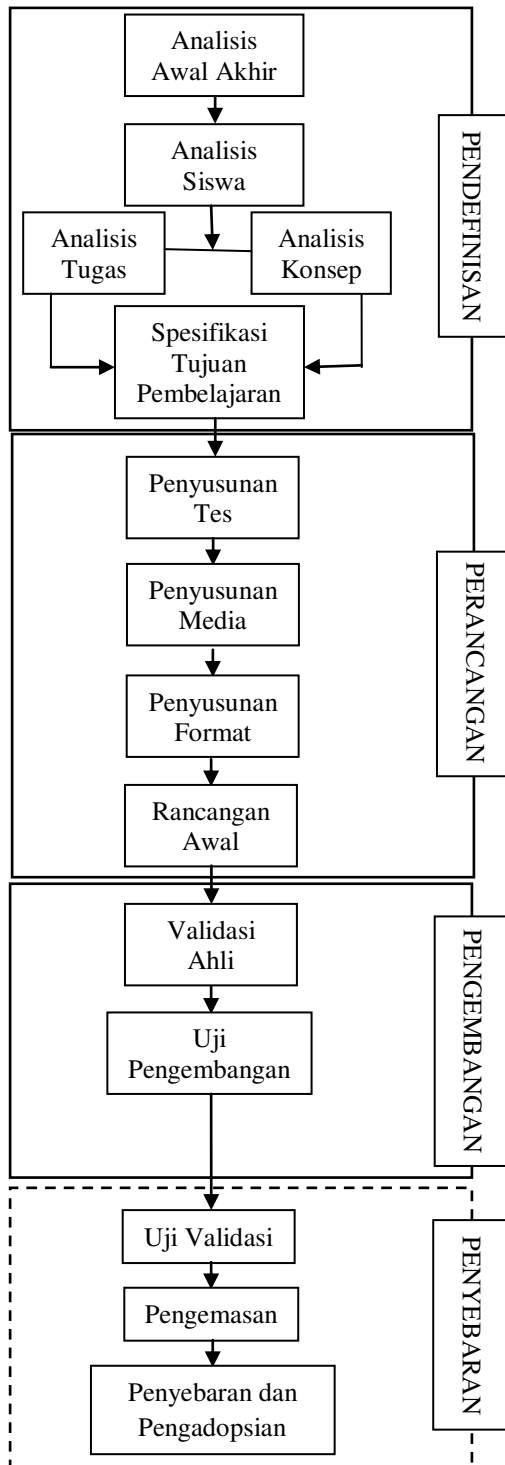 Analisis
Awal Akhir
Analisis
Siswa
Analisis
Tugas
Analisis
Konsep
Spesifikasi
Tujuan
Pembelajaran
PENDEFINISAN
Penyusunan
Tes
Penyusunan
Media
Penyusunan
Format
Rancangan
Awal
PERANCANGAN
Validasi
Ahli
Uji
Pengembangan
PENGEMBANGAN
Uji Validasi
Pengemasan
Penyebaran dan
Pengadopsian
PENYEBARAN